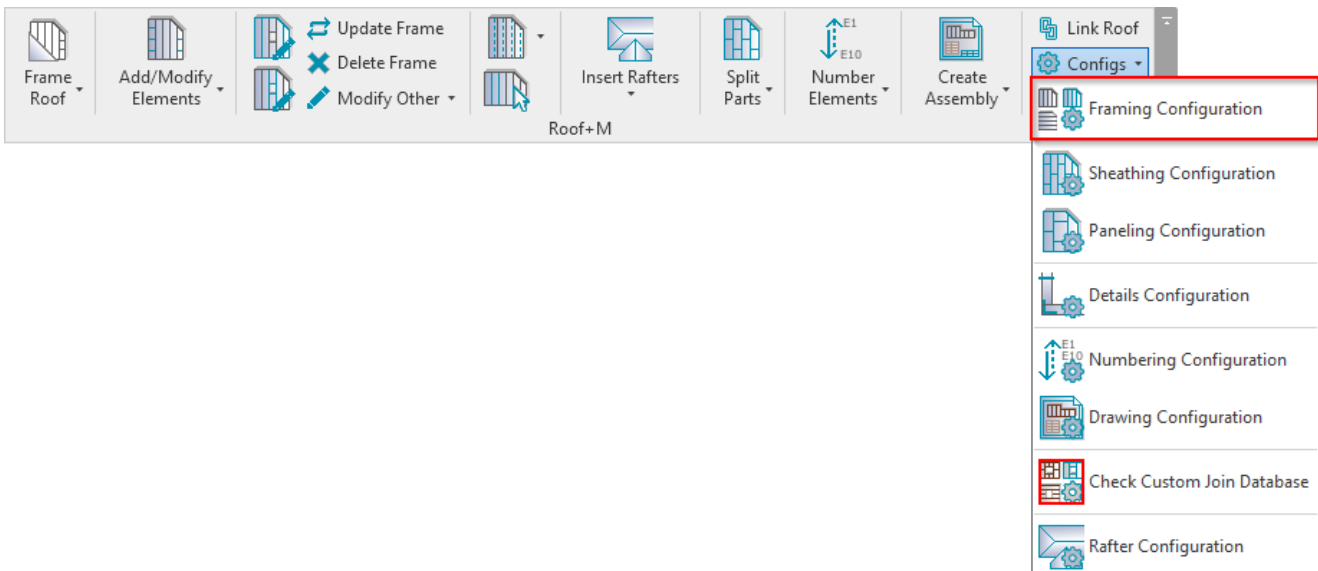 Frame
Roof
Add/Modify
Elements
Update Frame
Delete Frame
Modify Other
Insert Rafters
Split
Parts
E1
E10
Number
Elements
Create
Assembly
Link Roof
Configs
Roof+M
Framing Configuration
Sheathing Configuration
Paneling Configuration
Details Configuration
E1
E10
Numbering Configuration
Drawing Configuration
Check Custom Join Database
Rafter Configuration